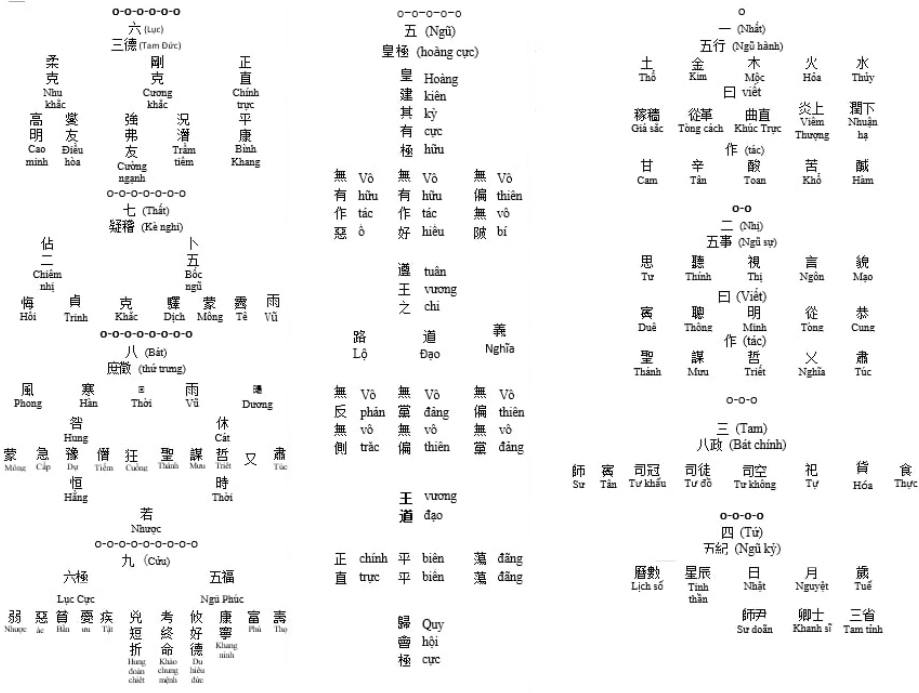 o-o-o-o-o-o
六 (Lục)
三德 (Tam Đức)
柔 剛 正
克 克 直
Nhu Cương Chính
khắc khắc trực
高 燮 強 況 平
明 友 弗 潛 康
Cao Điều 友 Trầm Bình
minh hòa Cường tiềm Khang
ngạnh
o-o-o-o-o-o-o
七 (Thất)
疑稽 (Kê nghi)
佔 卜
二 五
Chiêm Bốc
nhị ngũ
悔 貞 克 驛 蒙 霽 雨
Hối Trinh Khắc Dịch Mông Tê Vũ
o-o-o-o-o-o-o-o
八 (Bát)
庶徵 (thứ trưng)
風 寒 雨
Phong Hàn Thời Vũ Dương
咎 休
Hung Cát
蒙 急 豫 僭 狂 聖 謀 哲 又 肅
Mông Cấp Dự Tiếm Cuồng Thánh Mưu Triết Túc
恒 時
Hằng Thời
若
Nhược
o-o-o-o-o-o-o-o-o
九 (Cửu)
六極 五福
Lục Cực Ngũ Phúc
弱 惡 貧 憂 疾 兇 考 攸 康 富 壽
Nhược ác Bần ưu Tật 短 終 好 寧 Phú Thọ
折 命 德 Khang
Hung Khảo Du ninh
đoản chung hiếu
chiết mệnh đức
o-o-o-o-o
五 (Ngũ)
皇極 (hoàng cực)
皇 Hoàng
建 kiên
其 kỳ
有 cực
極 hữu
無 Vô 無 Vô 無 Vô
有 hữu 有 hữu 偏 thiên
作 tác 作 tác 無 vô
惡 ố 好 hiếu 陂 bí
遵 tuân
王 vương
之 chi
路 道 義
Lộ Đạo Nghĩa
無 Vô 無 Vô 無 Vô
反 phản 黨 đảng 偏 thiên
無 vô 無 vô 無 vô
側 trắc 偏 thiên 黨 đảng
王 vương
道 đạo
正 chính 平 biên 蕩 đãng
直 trực 平 biên 蕩 đãng
歸 Quy
會 hội
極 cực
o
一 (Nhất)
五行 (Ngũ hành)
土 金 木 火 水
Thổ Kim Mộc Hỏa Thủy
曰 viết
稼穡 從革 曲直 炎上 潤下
Giá sắc Tòng cách Khúc Trực Viêm Nhuận
Thượng hạ
作 (tác)
甘 辛 酸 苦 鹹
Cam Tân Toan Khổ Hàm
o-o
二 (Nhị)
五事 (Ngũ sự)
思 聽 視 言 貌
Tư Thính Thị Ngôn Mạo
曰 (Viết)
聰 明 從 恭
Duê Thông Minh Tòng Cung
作 (tác)
聖 謀 哲 乂 肅
Thánh Mưu Triết Nghĩa Túc
o-o-o
三 (Tam)
八政 (Bát chính)
師 賓 司冠 司徒 司空 祀 貨 食
Sư Tân Tư khấu Tư đồ Tư không Tự Hóa Thực
o-o-o-o
四 (Tứ)
五紀 (Ngũ kỷ)
曆數 星辰 日 月 歲
Lịch số Tinh Nhật Nguyệt Tuế
thần
師尹 卿士 三省
Sư doãn Khanh sĩ Tam tỉnh